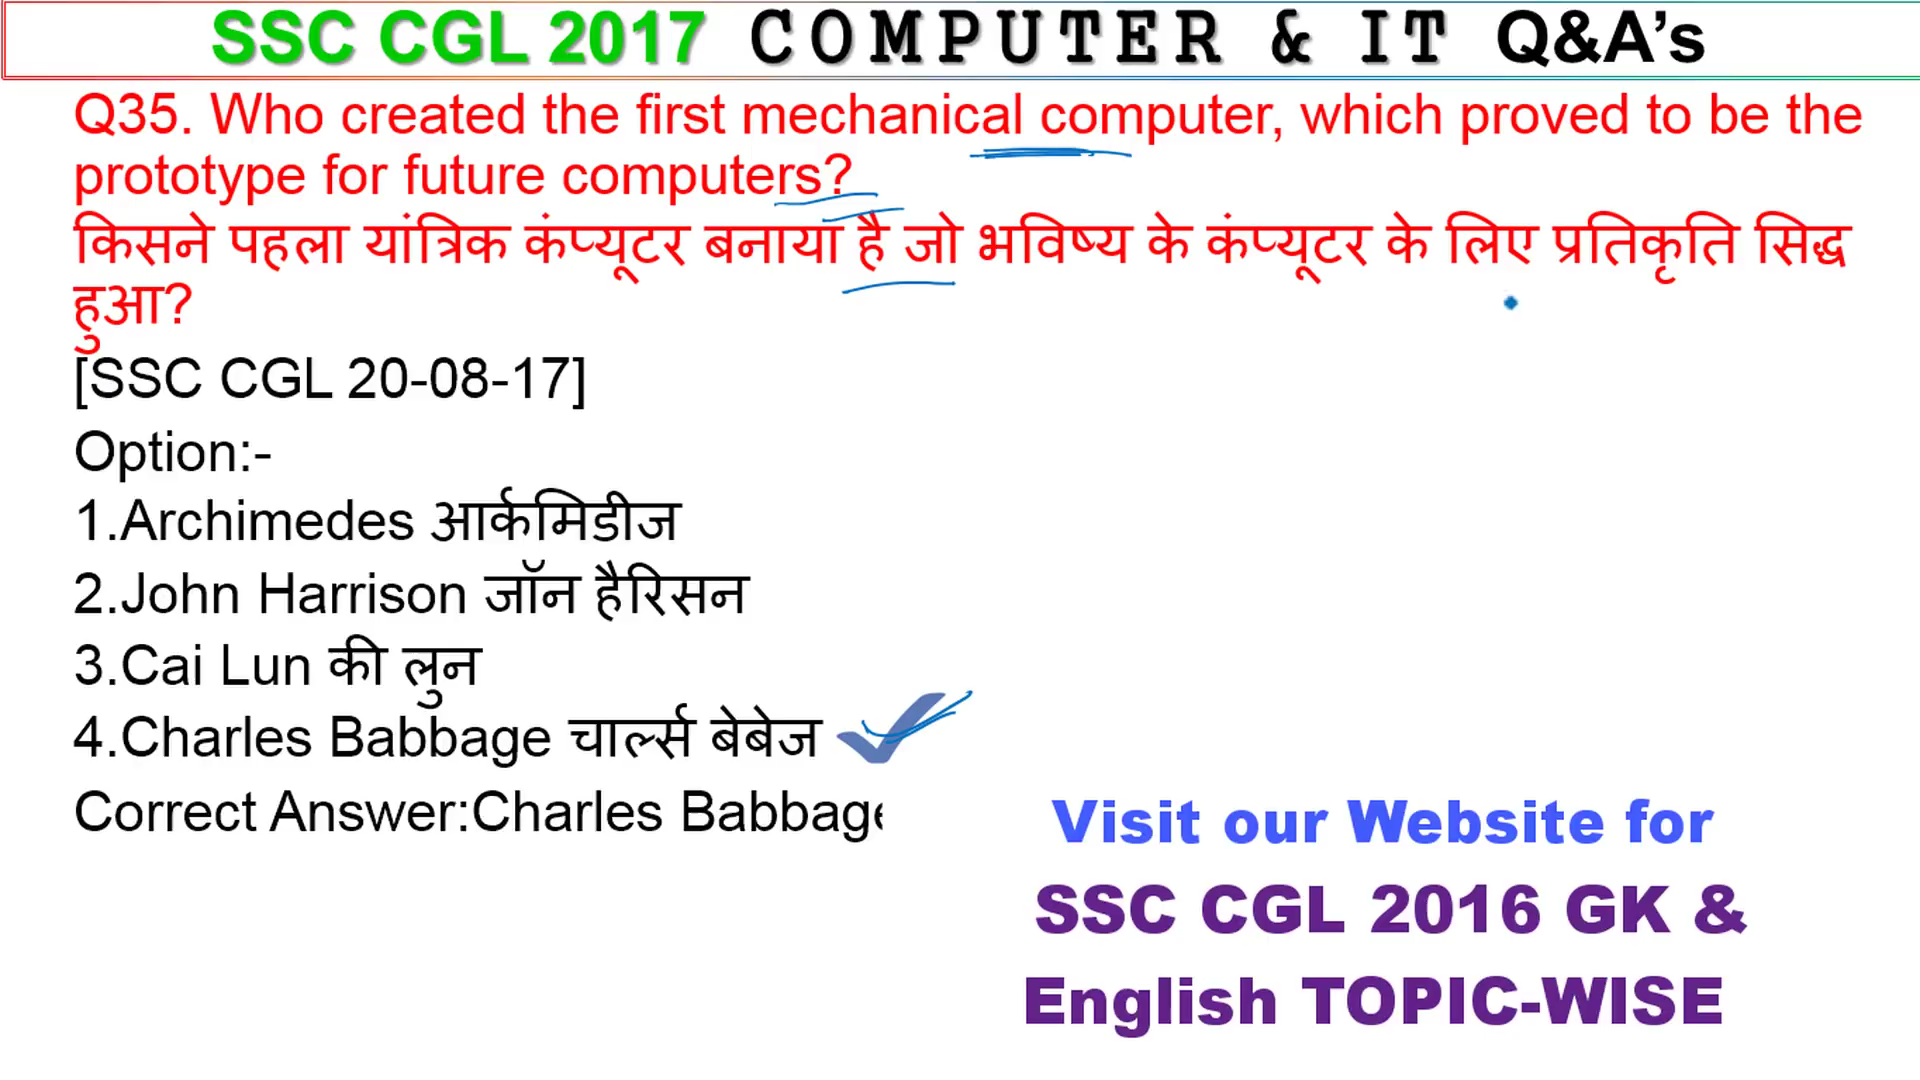 SSC CGL 2017 COMPUTER & IT Q&A’s
Q35. Who created the first mechanical computer, which proved to be the
prototype for future computers?
किसने पहला यांत्रिक कंप्यूटर बनाया है जो भविष्य के कंप्यूटर के लिए प्रतिकृति सिद्ध
हुआ?
[SSC CGL 20-08-17]
Option:-
1.Archimedes आर्कमिडीज
2.John Harrison जॉन हैरिसन
3.Cai Lun की लुन
4.Charles Babbage चार्ल्स बेबेज
Correct Answer:Charles Babbage
Visit our Website for
SSC CGL 2016 GK &
English TOPIC-WISE